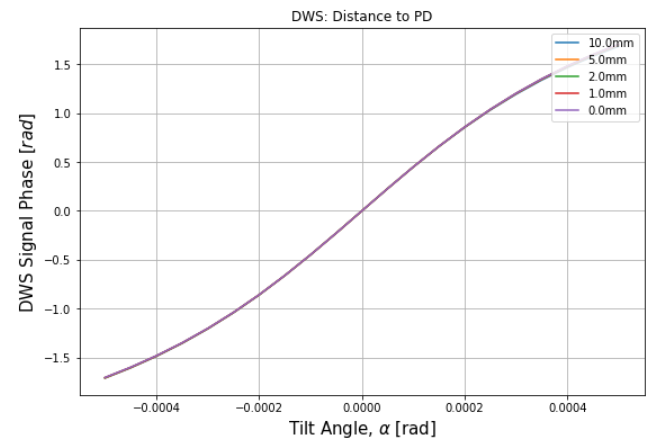 DWS: Distance to PD
10.0mm
5.0mm
2.0mm
1.0mm
0.0mm
DWS Signal Phase [rad]
1.5
1.0
0.5
0.0
−0.5
−1.0
−1.5
−0.0004 −0.0002 0.0000 0.0002 0.0004
Tilt Angle, α [rad]